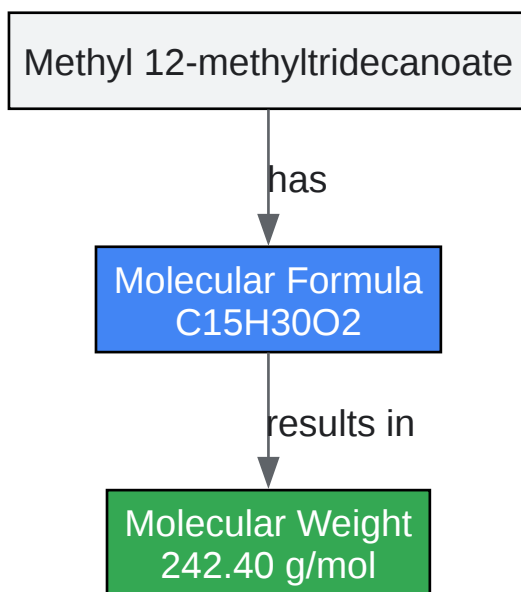 Methyl 12-methyltridecanoate
has
Molecular Formula
C15H30O2
results in
Molecular Weight
242.40 g/mol